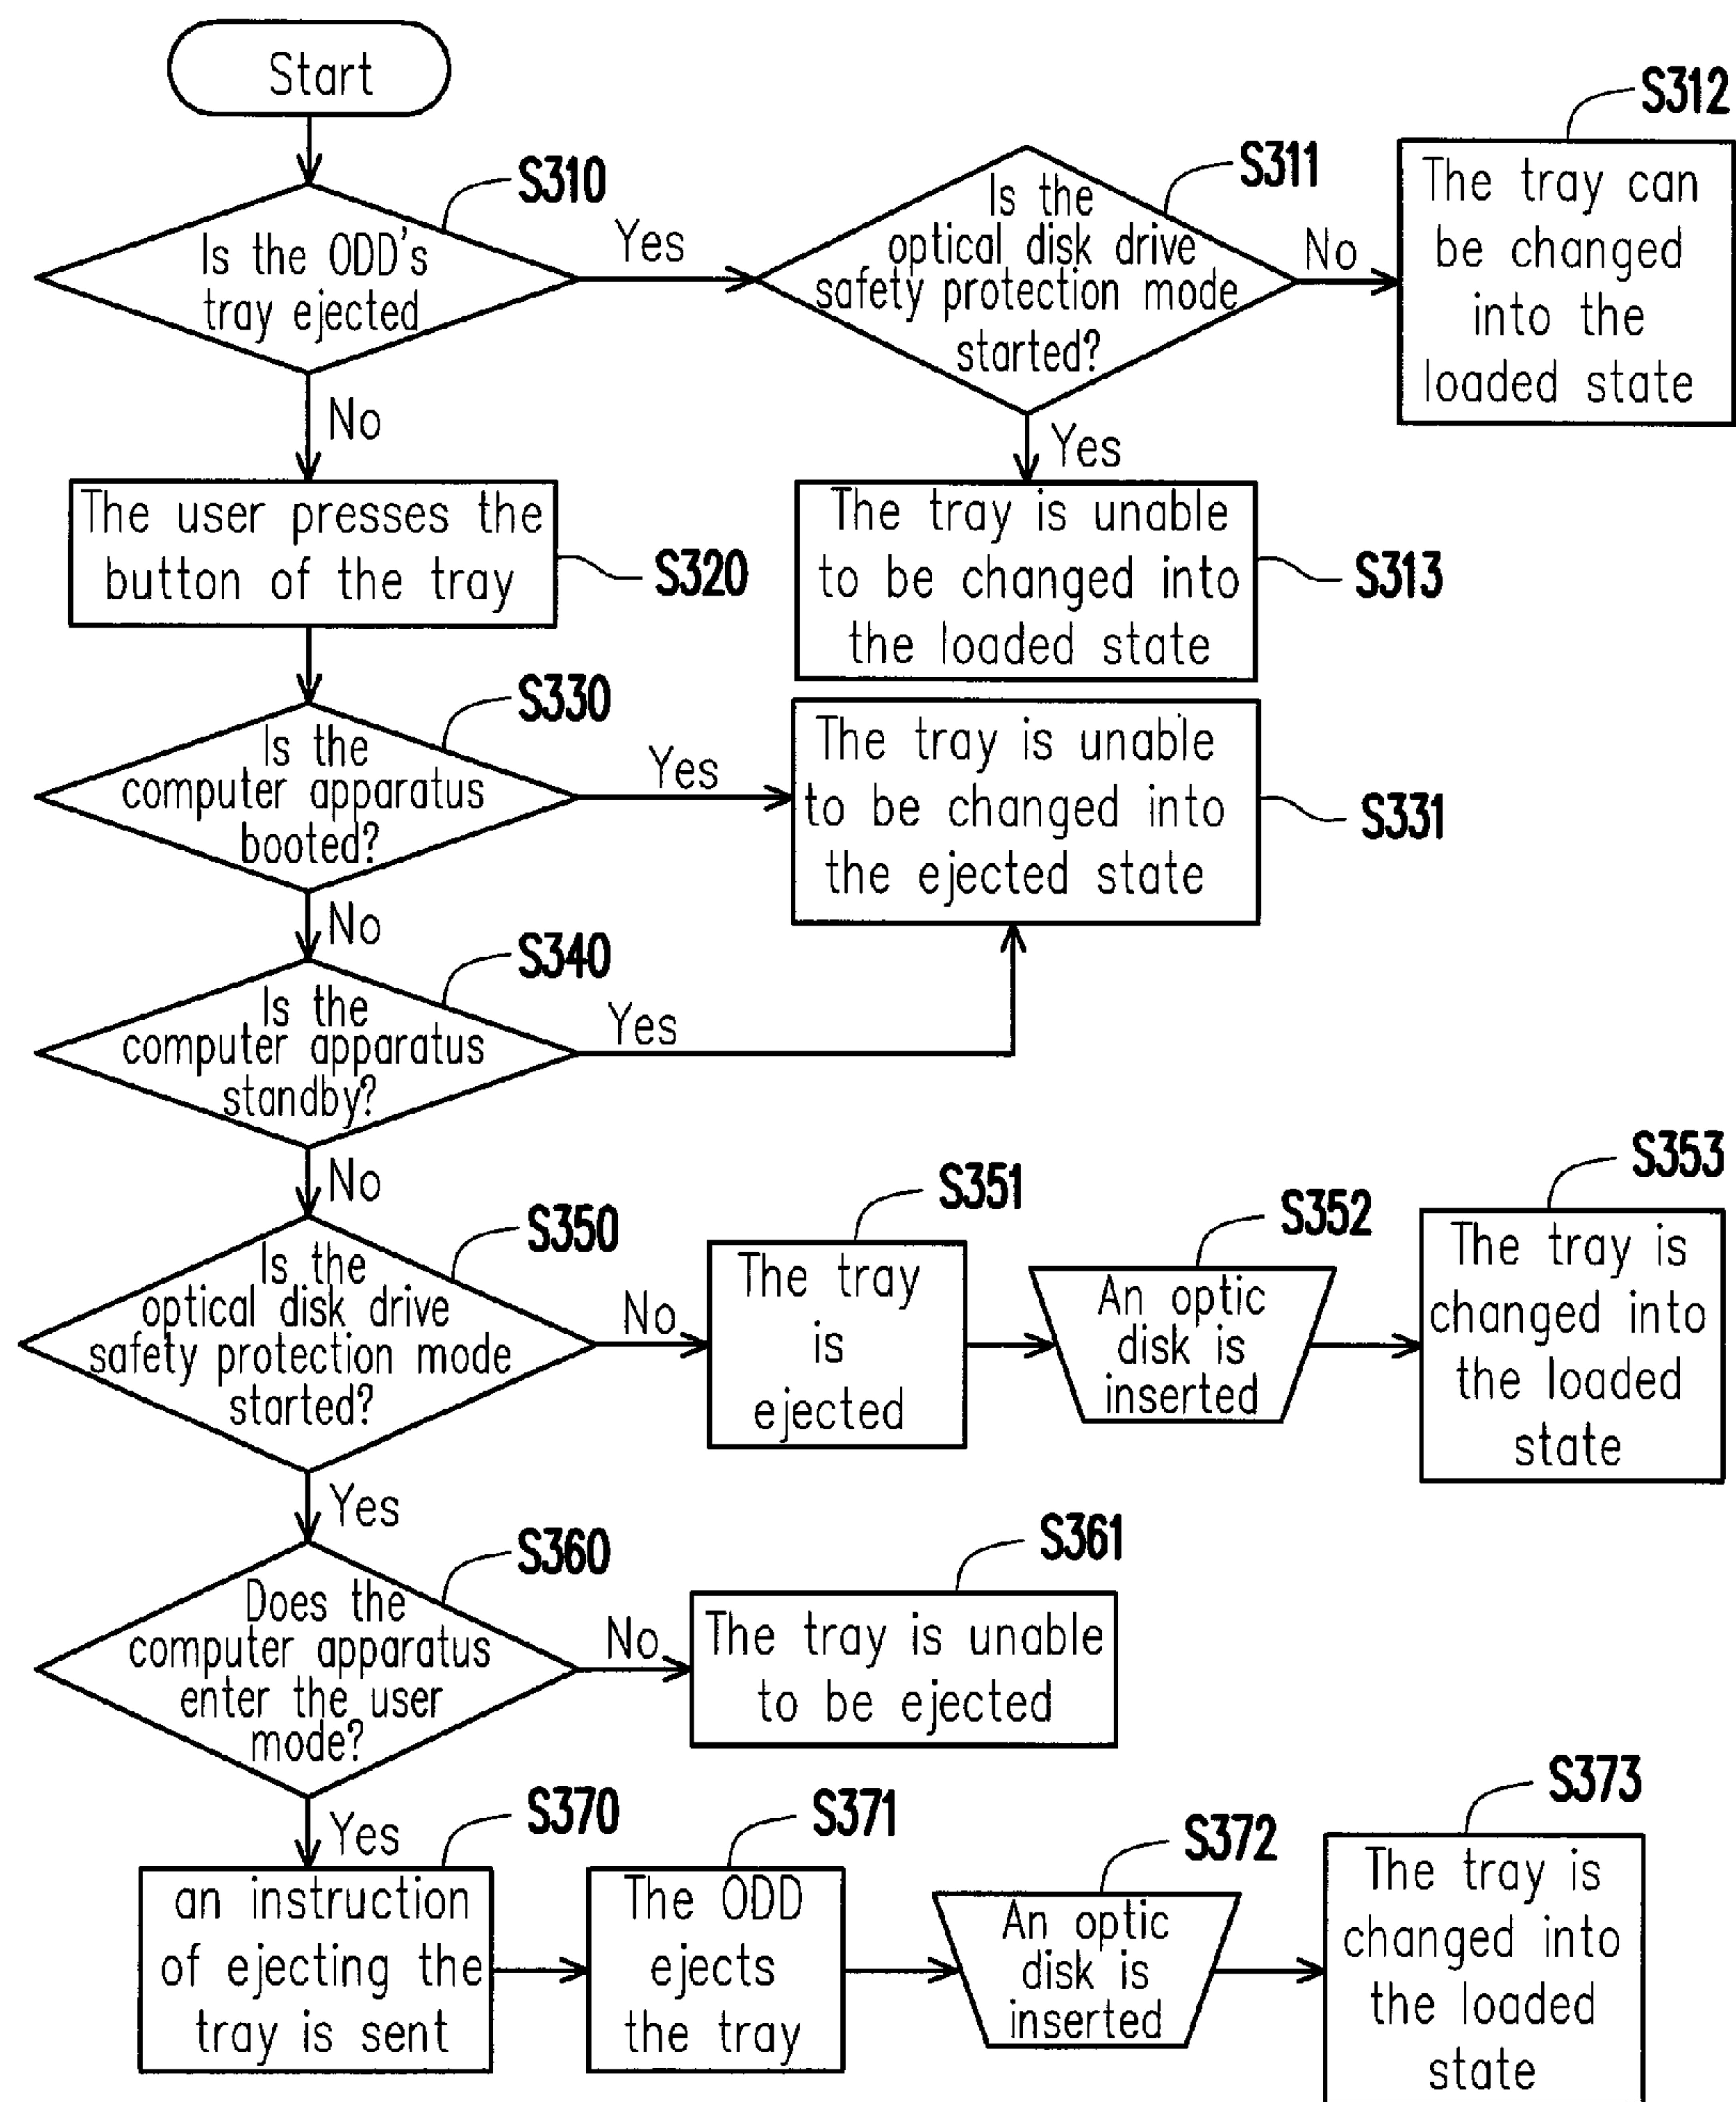 Start
S310
Is the ODD's
tray ejected
Yes
S311
Is the
optical disk drive
safety protection mode
started?
No
S312
The tray can
be changed
into the
loaded state
No
Yes
The user presses the
button of the tray
S320
The tray is unable
to be changed into
the loaded state
S313
S330
Is the
computer apparatus
booted?
Yes
The tray is unable
to be changed into
the ejected state
S331
No
S340
Is the
computer apparatus
standby?
Yes
No
S350
Is the
optical disk drive
safety protection mode
started?
No
S351
The tray
is
ejected
S352
An optic
disk is
inserted
S353
The tray is
changed into
the loaded
state
Yes
S360
Does the
computer apparatus
enter the user
mode?
No
S361
The tray is unable
to be ejected
Yes
S370
an instruction
of ejecting the
tray is sent
S371
The ODD
ejects
the tray
S372
An optic
disk is
inserted
S373
The tray is
changed into
the loaded
state